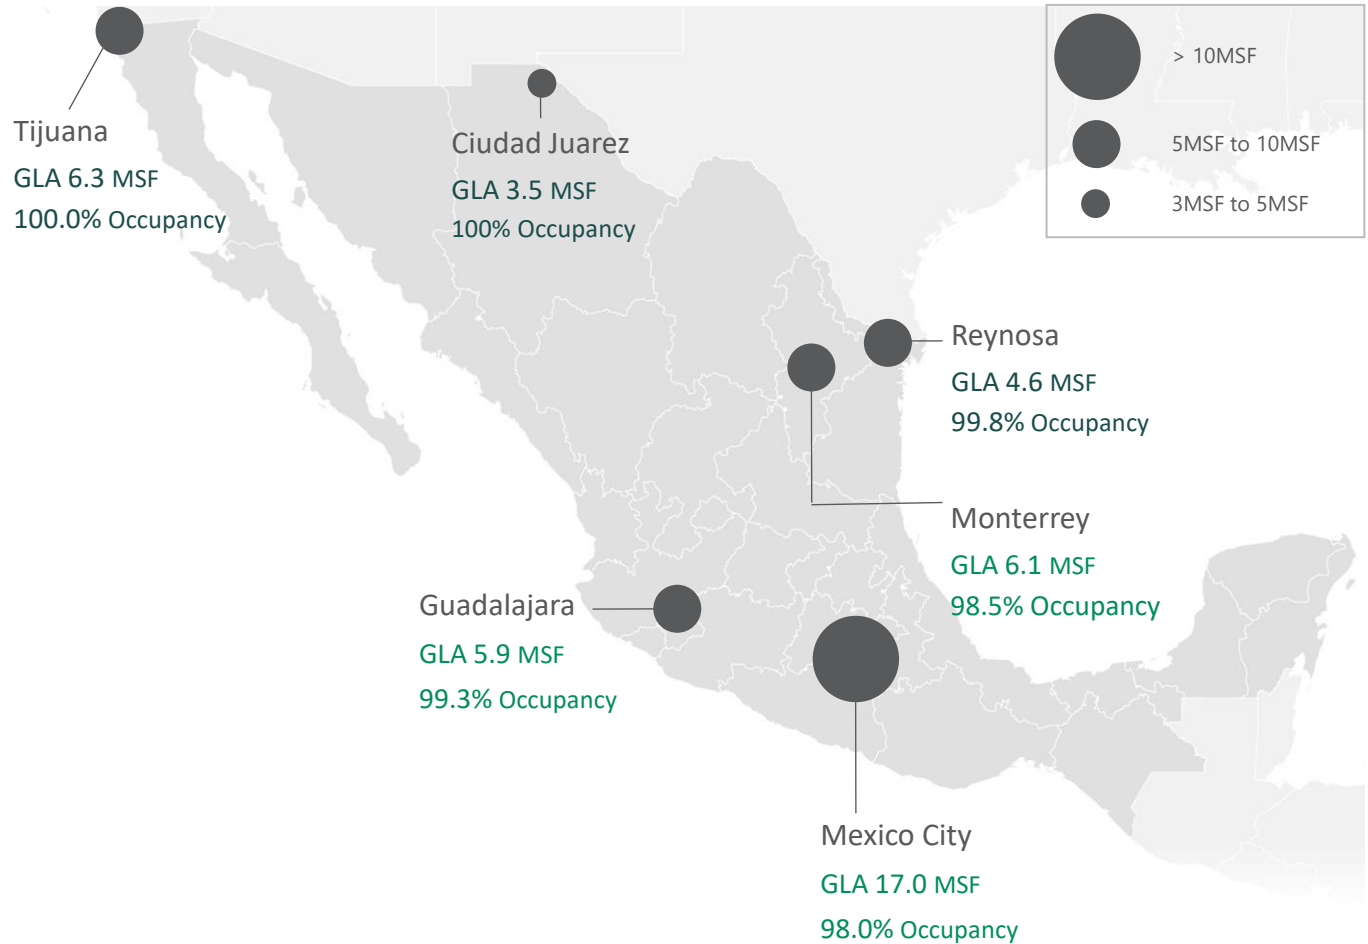 > 10MSF
5MSF to 10MSF
3MSF to 5MSF
Tijuana
GLA 6.3 MSF
100.0% Occupancy
Ciudad Juarez
GLA 3.5 MSF
100% Occupancy
Reynosa
GLA 4.6 MSF
99.8% Occupancy
Monterrey
GLA 6.1 MSF
98.5% Occupancy
Guadalajara
GLA 5.9 MSF
99.3% Occupancy
Mexico City
GLA 17.0 MSF
98.0% Occupancy